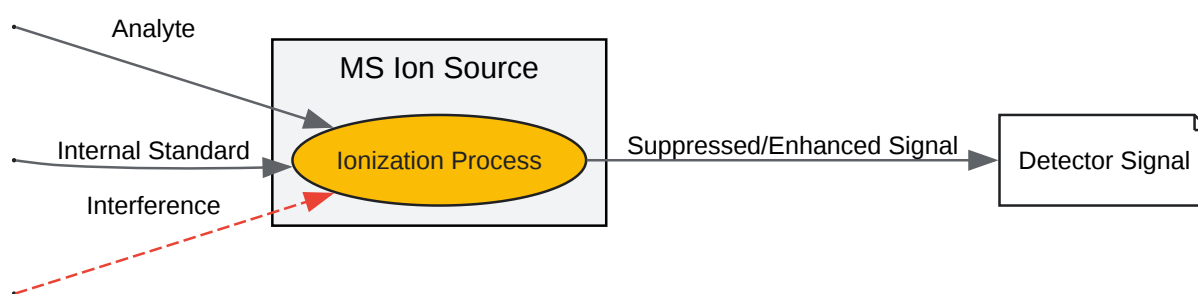 Analyte
MS Ion Source
Internal Standard
Ionization Process
Suppressed/Enhanced Signal
Detector Signal
Interference